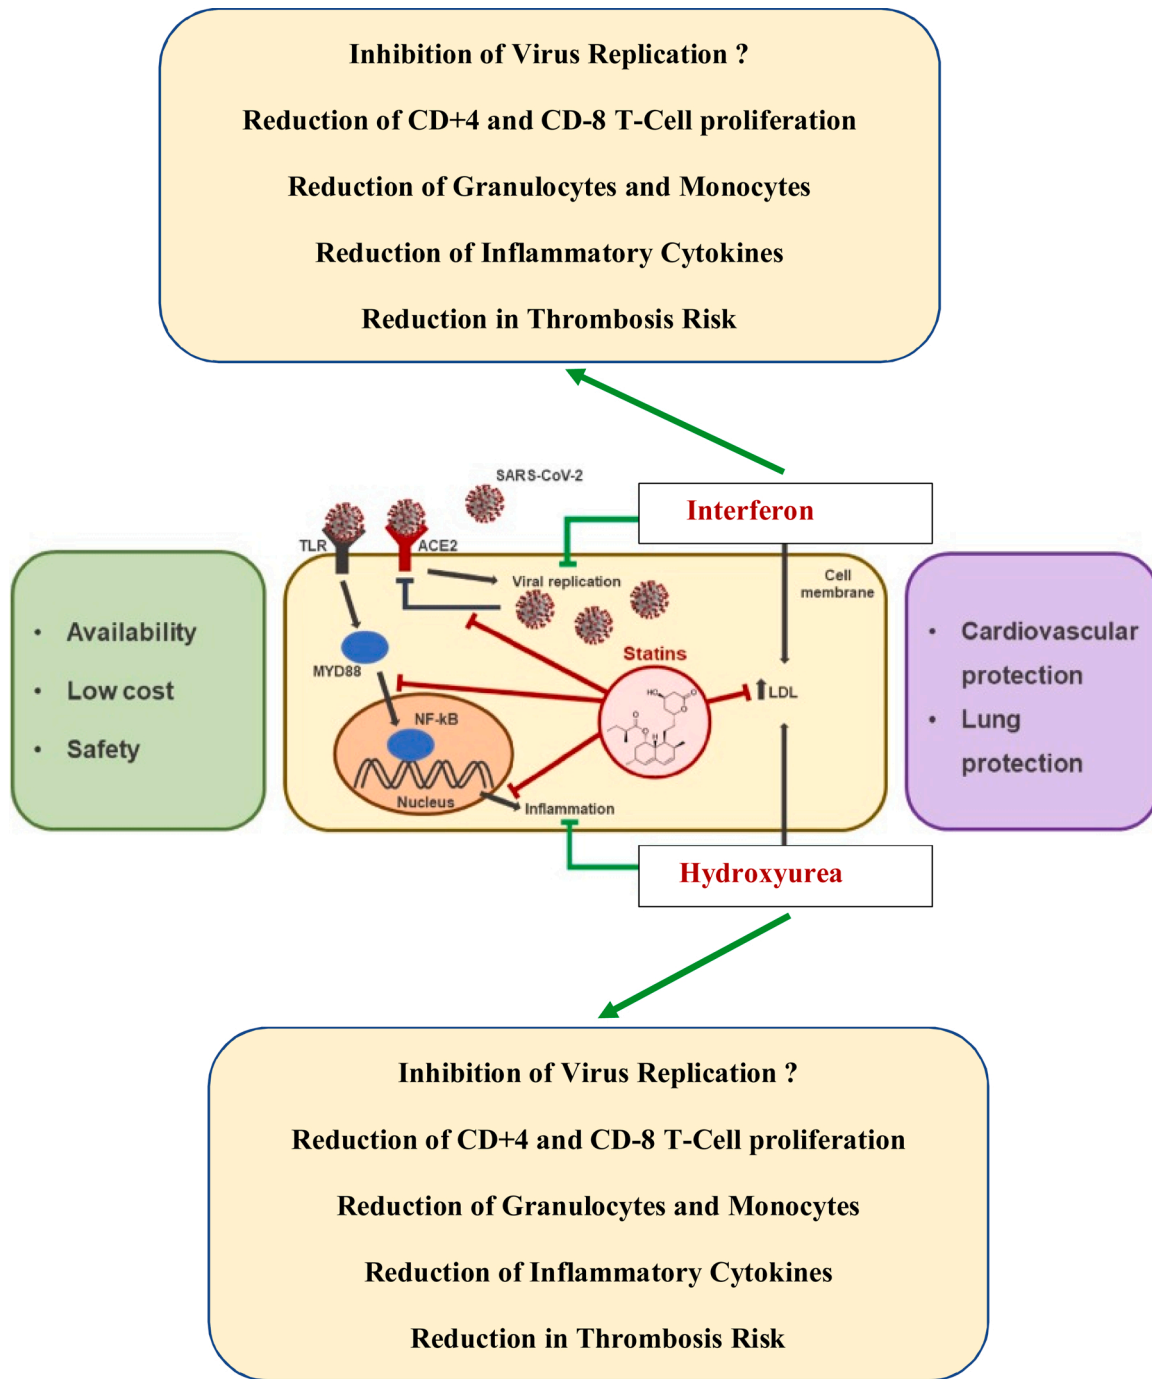 Inhibition of Virus Replication ?
Reduction of CD+4 and CD-8 T-Cell proliferation
Reduction of Granulocytes and Monocytes
Reduction of Inflammatory Cytokines
Reduction in Thrombosis Risk
SARS-CoV-2
Interferon
TLR
ACE2
Viral replication
Cell
membrane
• Availability
• Low cost
• Safety
MYD88
Statins
HO
O
O
O
O
H
LDL
NF-kB
Nucleus
Inflammation
• Cardiovascular
protection
• Lung
protection
Hydroxyurea
Inhibition of Virus Replication ?
Reduction of CD+4 and CD-8 T-Cell proliferation
Reduction of Granulocytes and Monocytes
Reduction of Inflammatory Cytokines
Reduction in Thrombosis Risk